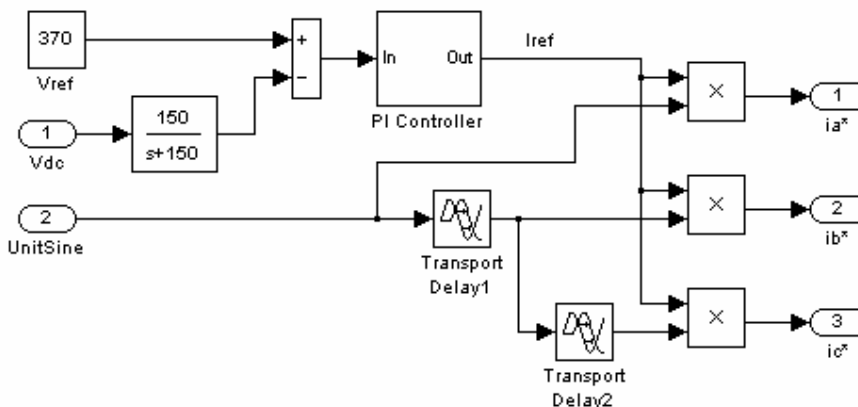 370
+
−
Vref
In
Out
PI Controller
Iref
×
1
ia*
1
Vdc
150
s+150
2
UnitSine
Transport
Delay1
×
2
ib*
Transport
Delay2
×
3
ic*